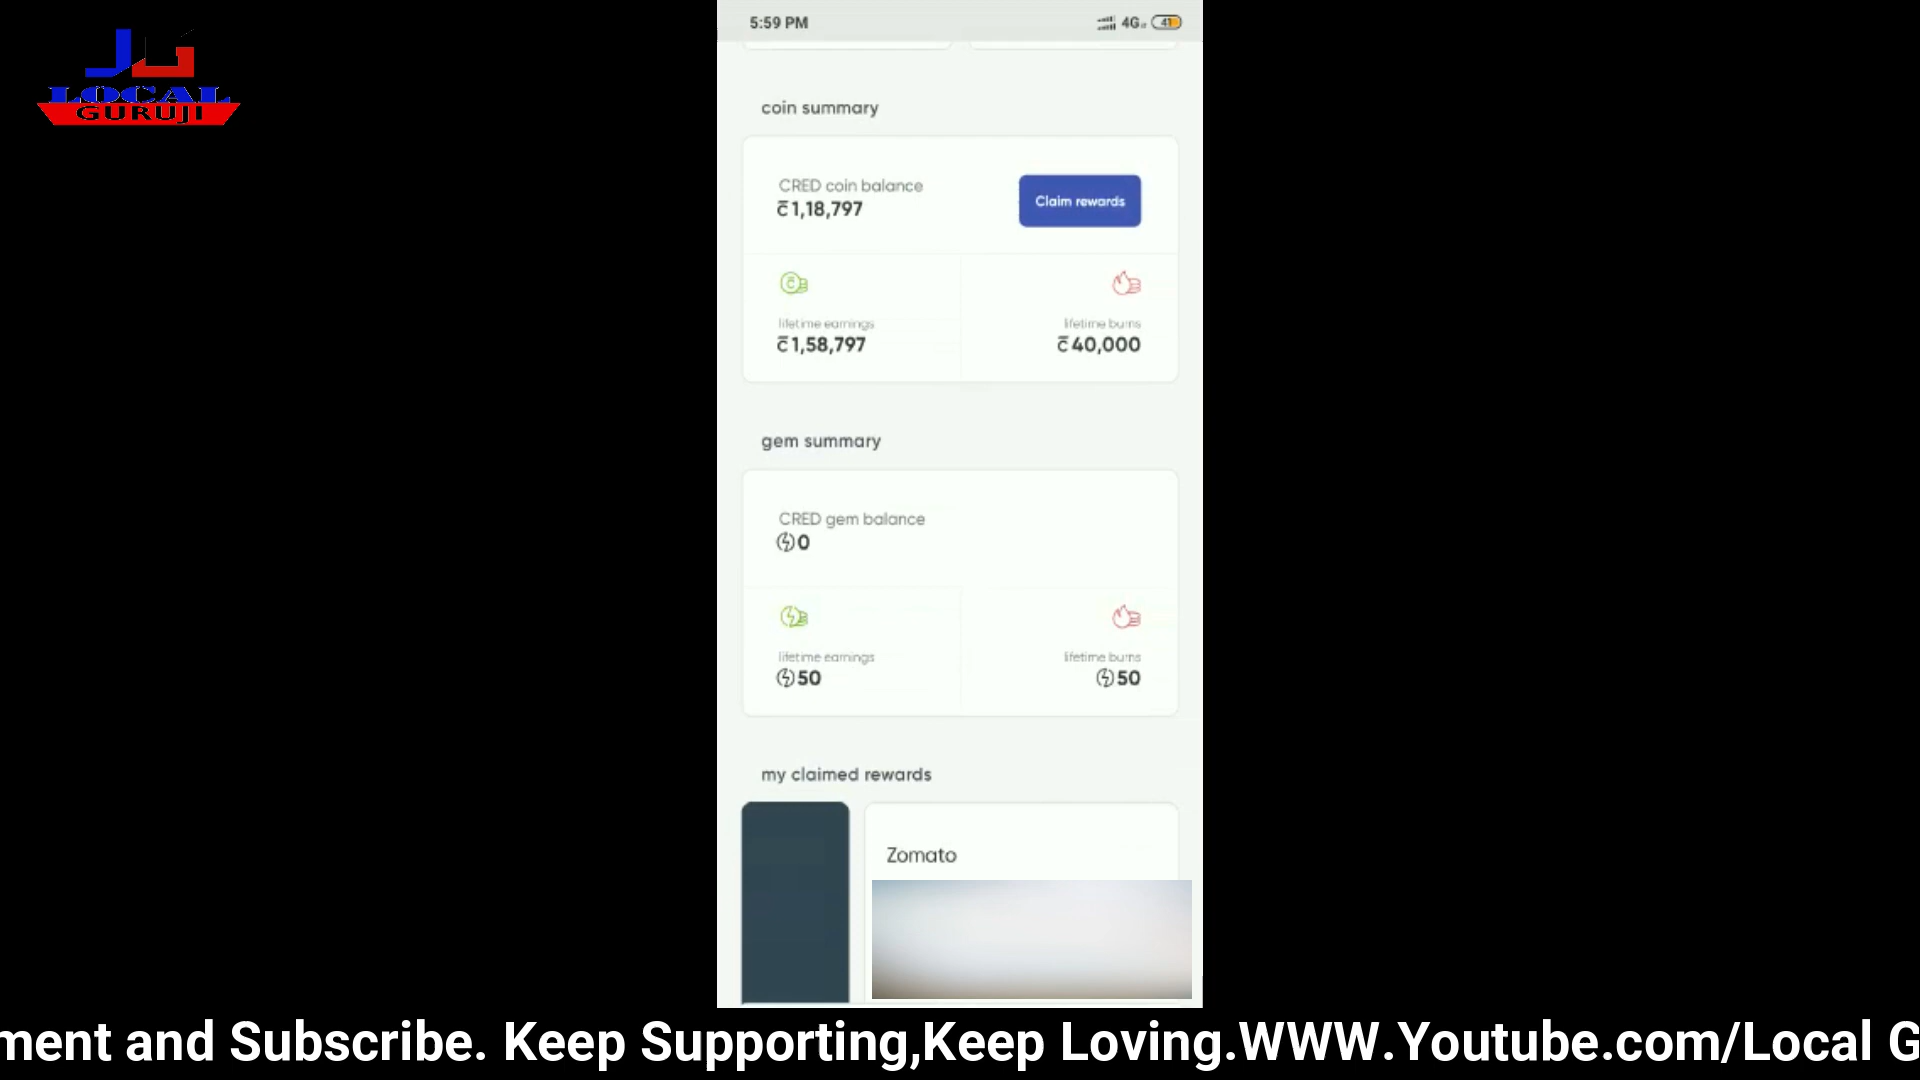 LOCAL
GURUJI
5:59 PM
4G
41
coin summary
CRED coin balance
c̄ 1,18,797
Claim rewards
lifetime earnings
lifetime burns
c̄ 1,58,797
c̄ 40,000
gem summary
CRED gem balance
0
lifetime earnings
lifetime burns
50
50
my claimed rewards
Zomato
ment and Subscribe. Keep Supporting,Keep Loving.WWW.Youtube.com/Local G